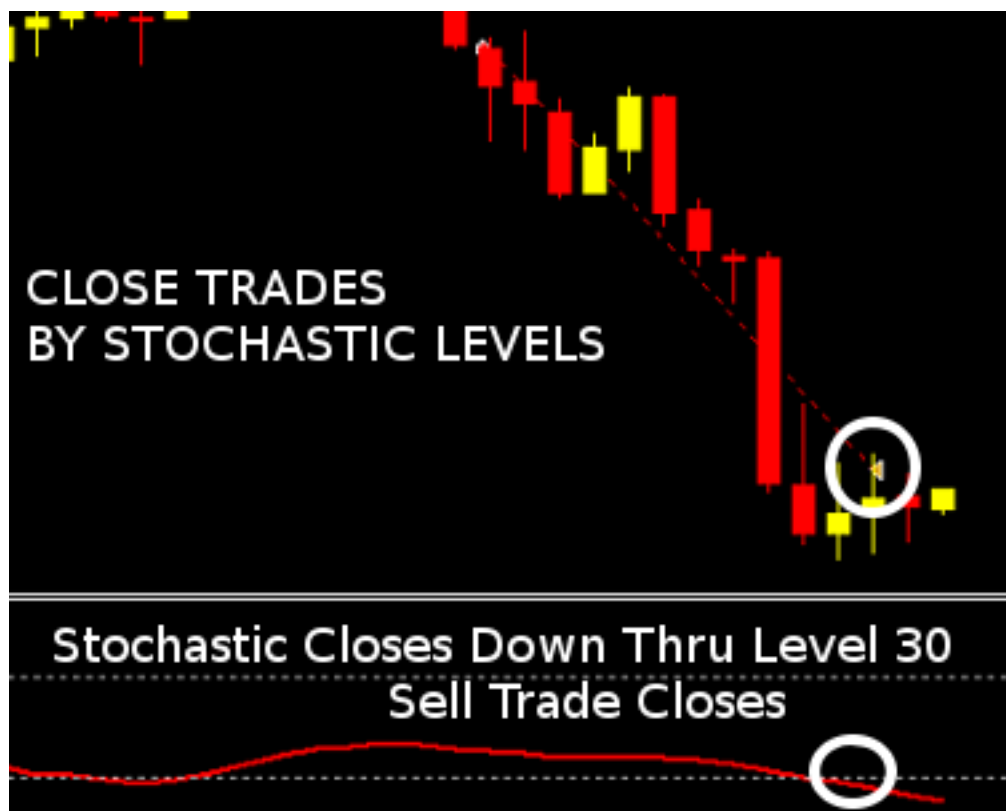 CLOSE TRADES
BY STOCHASTIC LEVELS
Stochastic Closes Down Thru Level 30
Sell Trade Closes